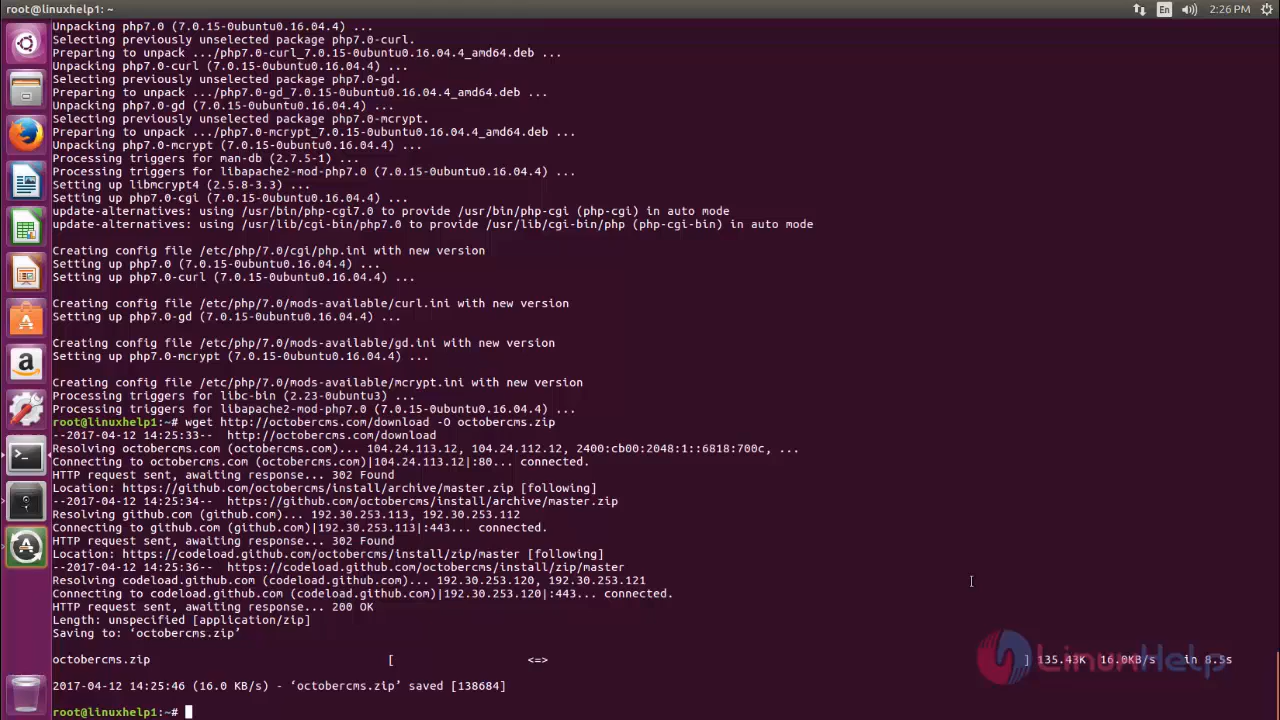 root@linuxhelp1: ~
En
2:26 PM
Unpacking php7.0 (7.0.15-0ubuntu0.16.04.4) ...
Selecting previously unselected package php7.0-curl.
Preparing to unpack .../php7.0-curl_7.0.15-0ubuntu0.16.04.4_amd64.deb ...
Unpacking php7.0-curl (7.0.15-0ubuntu0.16.04.4) ...
Selecting previously unselected package php7.0-gd.
Preparing to unpack .../php7.0-gd_7.0.15-0ubuntu0.16.04.4_amd64.deb ...
Unpacking php7.0-gd (7.0.15-0ubuntu0.16.04.4) ...
Selecting previously unselected package php7.0-mcrypt.
Preparing to unpack .../php7.0-mcrypt_7.0.15-0ubuntu0.16.04.4_amd64.deb ...
Unpacking php7.0-mcrypt (7.0.15-0ubuntu0.16.04.4) ...
Processing triggers for man-db (2.7.5-1) ...
Processing triggers for libapache2-mod-php7.0 (7.0.15-0ubuntu0.16.04.4) ...
Setting up libmcrypt4 (2.5.8-3.3) ...
Setting up php7.0-cgi (7.0.15-0ubuntu0.16.04.4) ...
update-alternatives: using /usr/bin/php-cgi7.0 to provide /usr/bin/php-cgi (php-cgi) in auto mode
update-alternatives: using /usr/lib/cgi-bin/php7.0 to provide /usr/lib/cgi-bin/php (php-cgi-bin) in auto mode
Creating config file /etc/php/7.0/cgi/php.ini with new version
Setting up php7.0 (7.0.15-0ubuntu0.16.04.4) ...
Setting up php7.0-curl (7.0.15-0ubuntu0.16.04.4) ...
Creating config file /etc/php/7.0/mods-available/curl.ini with new version
Setting up php7.0-gd (7.0.15-0ubuntu0.16.04.4) ...
Creating config file /etc/php/7.0/mods-available/gd.ini with new version
Setting up php7.0-mcrypt (7.0.15-0ubuntu0.16.04.4) ...
Creating config file /etc/php/7.0/mods-available/mcrypt.ini with new version
Processing triggers for libc-bin (2.23-0ubuntu3) ...
Processing triggers for libapache2-mod-php7.0 (7.0.15-0ubuntu0.16.04.4) ...
root@linuxhelp1:~# wget http://octobercms.com/download -O octobercms.zip
--2017-04-12 14:25:33--  http://octobercms.com/download
Resolving octobercms.com (octobercms.com)... 104.24.113.12, 104.24.112.12, 2400:cb00:2048:1::6818:700c, ...
Connecting to octobercms.com (octobercms.com)|104.24.113.12|:80... connected.
HTTP request sent, awaiting response... 302 Found
Location: https://github.com/octobercms/install/archive/master.zip [following]
--2017-04-12 14:25:34--  https://github.com/octobercms/install/archive/master.zip
Resolving github.com (github.com)... 192.30.253.113, 192.30.253.112
Connecting to github.com (github.com)|192.30.253.113|:443... connected.
HTTP request sent, awaiting response... 302 Found
Location: https://codeload.github.com/octobercms/install/zip/master [following]
--2017-04-12 14:25:36--  https://codeload.github.com/octobercms/install/zip/master
Resolving codeload.github.com (codeload.github.com)... 192.30.253.120, 192.30.253.121
Connecting to codeload.github.com (codeload.github.com)|192.30.253.120|:443... connected.
HTTP request sent, awaiting response... 200 OK
Length: unspecified [application/zip]
Saving to: ‘octobercms.zip’
octobercms.zip [ <=> ] 135.43K 16.0KB/s in 8.5s
LinuxHelp
2017-04-12 14:25:46 (16.0 KB/s) - ‘octobercms.zip’ saved [138684]
root@linuxhelp1:~#